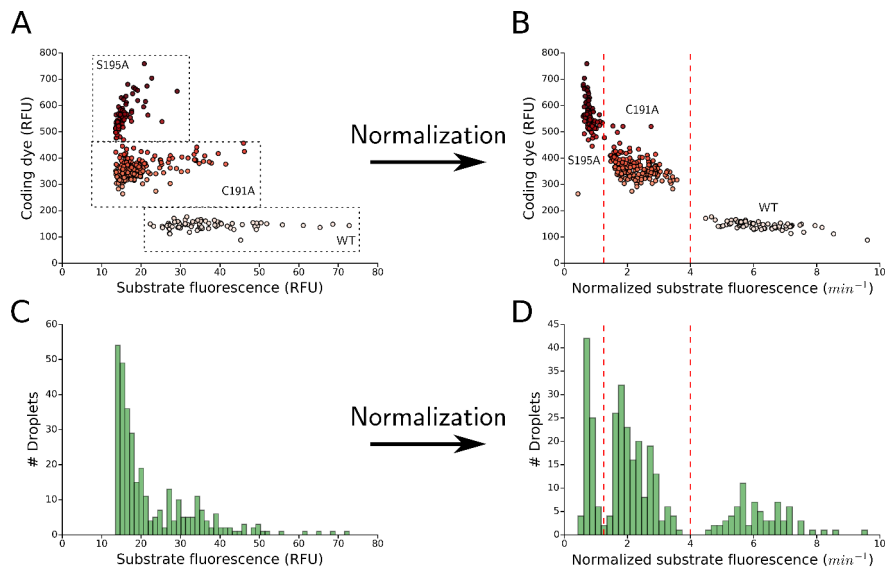 A
800
700
600
500
400
300
200
100
0
Coding dye (RFU)
S195A
C191A
WT
0 10 20 30 40 50 60 70 80
Substrate fluorescence (RFU)
Normalization
B
800
700
600
500
400
300
200
100
0
Coding dye (RFU)
C191A
S195A
WT
0 2 4 6 8 10
Normalized substrate fluorescence (min⁻¹)
C
60
50
40
30
20
10
0
# Droplets
0 10 20 30 40 50 60 70 80
Substrate fluorescence (RFU)
Normalization
D
45
40
35
30
25
20
15
10
5
0
# Droplets
0 2 4 6 8 10
Normalized substrate fluorescence (min⁻¹)